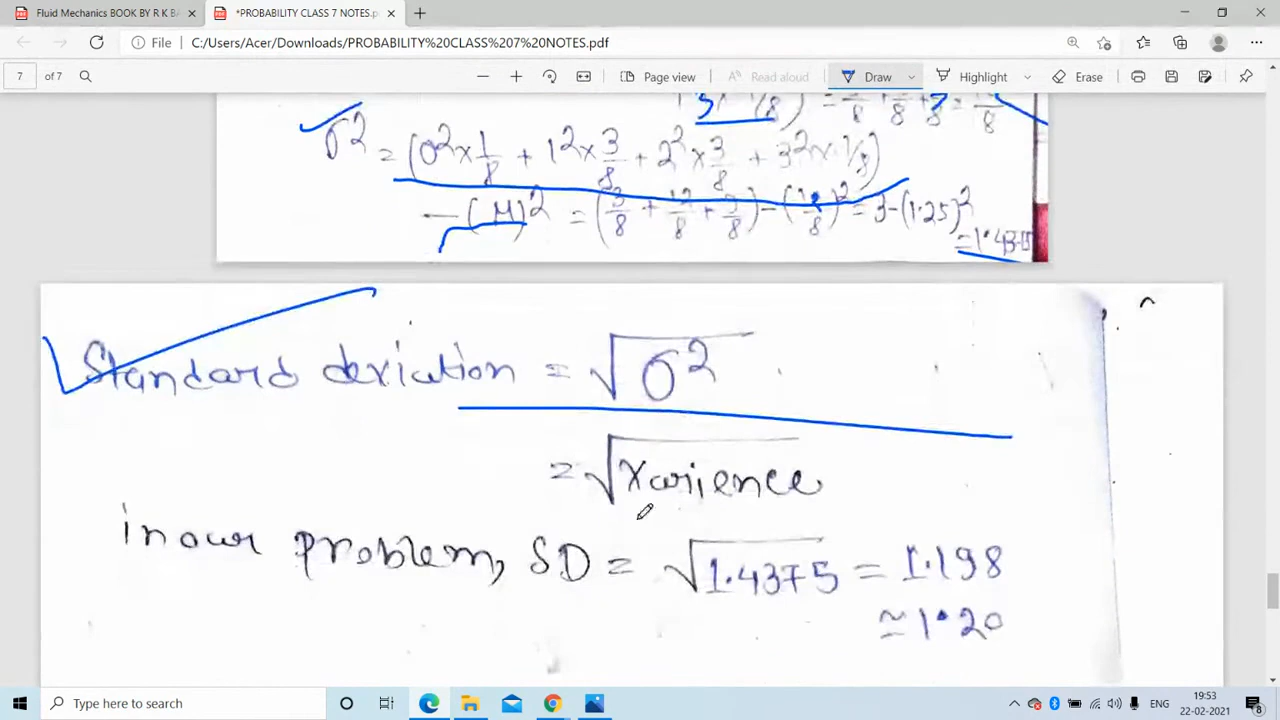 Fluid Mechanics BOOK BY R K BA
*PROBABILITY CLASS 7 NOTES.p
File C:/Users/Acer/Downloads/PROBABILITY%20CLASS%207%20NOTES.pdf
7 of 7 Page view Read aloud Draw Highlight Erase
σ² = (0²×1/8 + 1²×3/8 + 2²×3/8 + 3²×1/8)
−(M)² = (3/8 + 12/8 + 9/8) − ( /8)² = 3−(1.25)²
=1.4375
Standard deviation = √σ²
= √varience
in our problem, SD = √1.4375 = 1.198
≃ 1.20
Type here to search
ENG
19:53
22-02-2021
8